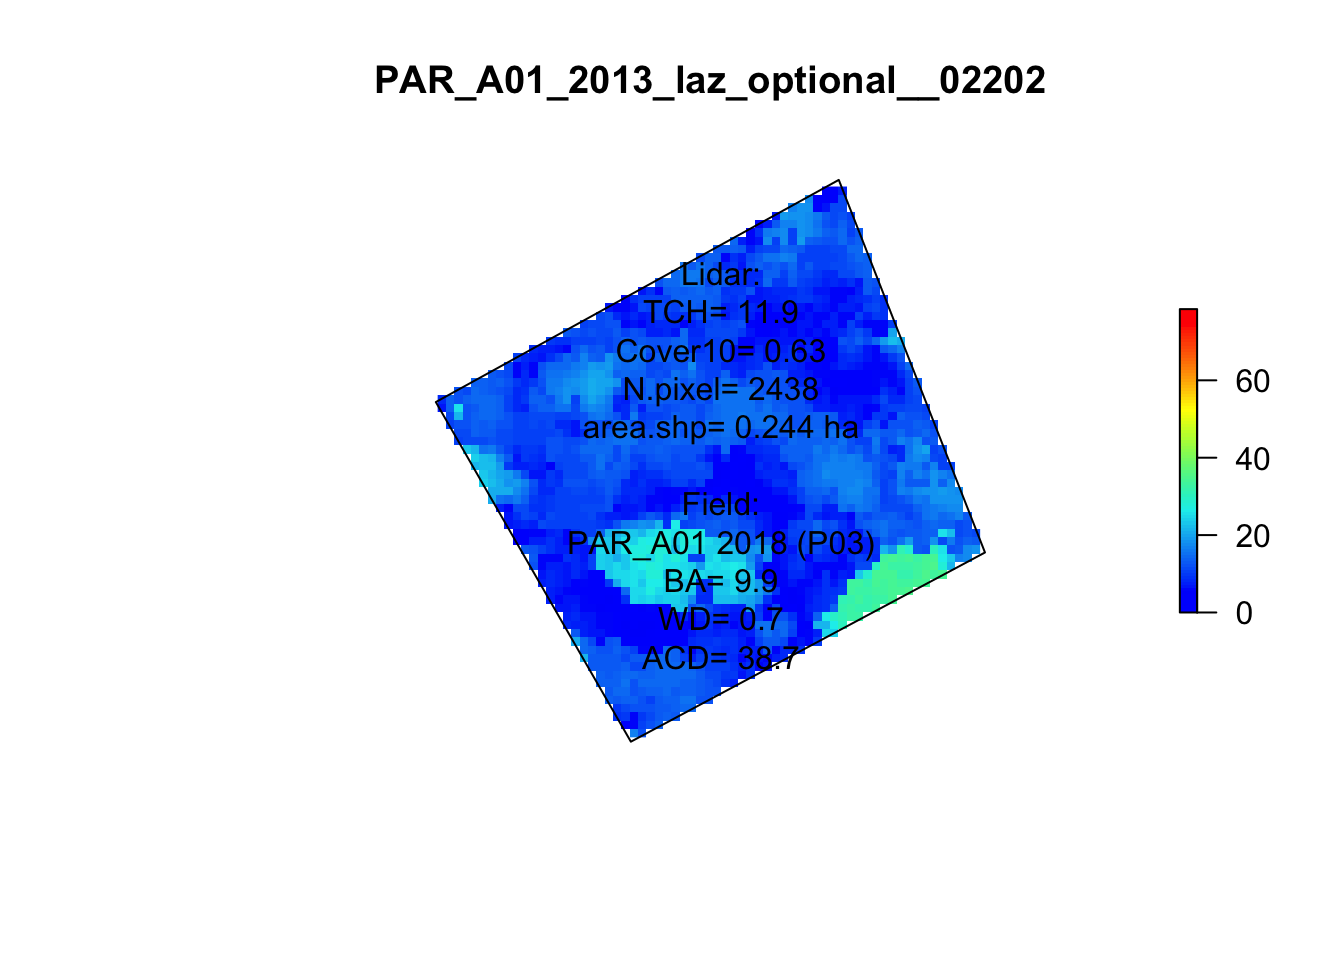 PAR_A01_2013_laz_optional__02202
Lidar:
TCH= 11.9
Cover10= 0.63
N.pixel= 2438
area.shp= 0.244 ha
Field:
PAR_A01 2018 (P03)
BA= 9.9
WD= 0.7
ACD= 38.7
60
40
20
0